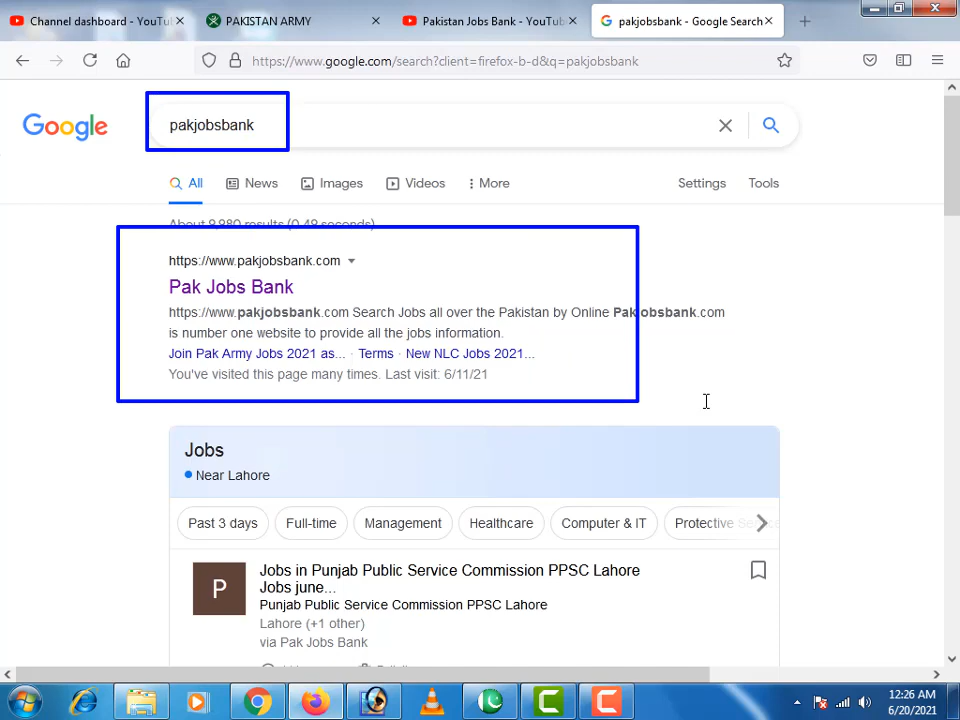 Channel dashboard - YouTu
PAKISTAN ARMY
Pakistan Jobs Bank - YouTub
pakjobsbank - Google Search
https://www.google.com/search?client=firefox-b-d&q=pakjobsbank
Google
pakjobsbank
All News Images Videos More Settings Tools
About 9,980 results (0.49 seconds)
https://www.pakjobsbank.com
Pak Jobs Bank
https://www.pakjobsbank.com Search Jobs all over the Pakistan by Online Pakjobsbank.com
is number one website to provide all the jobs information.
Join Pak Army Jobs 2021 as... · Terms · New NLC Jobs 2021...
You've visited this page many times. Last visit: 6/11/21
Jobs
Near Lahore
Past 3 days Full-time Management Healthcare Computer & IT Protective
P
Jobs in Punjab Public Service Commission PPSC Lahore
Jobs june...
Punjab Public Service Commission PPSC Lahore
Lahore (+1 other)
via Pak Jobs Bank
12:26 AM
6/20/2021